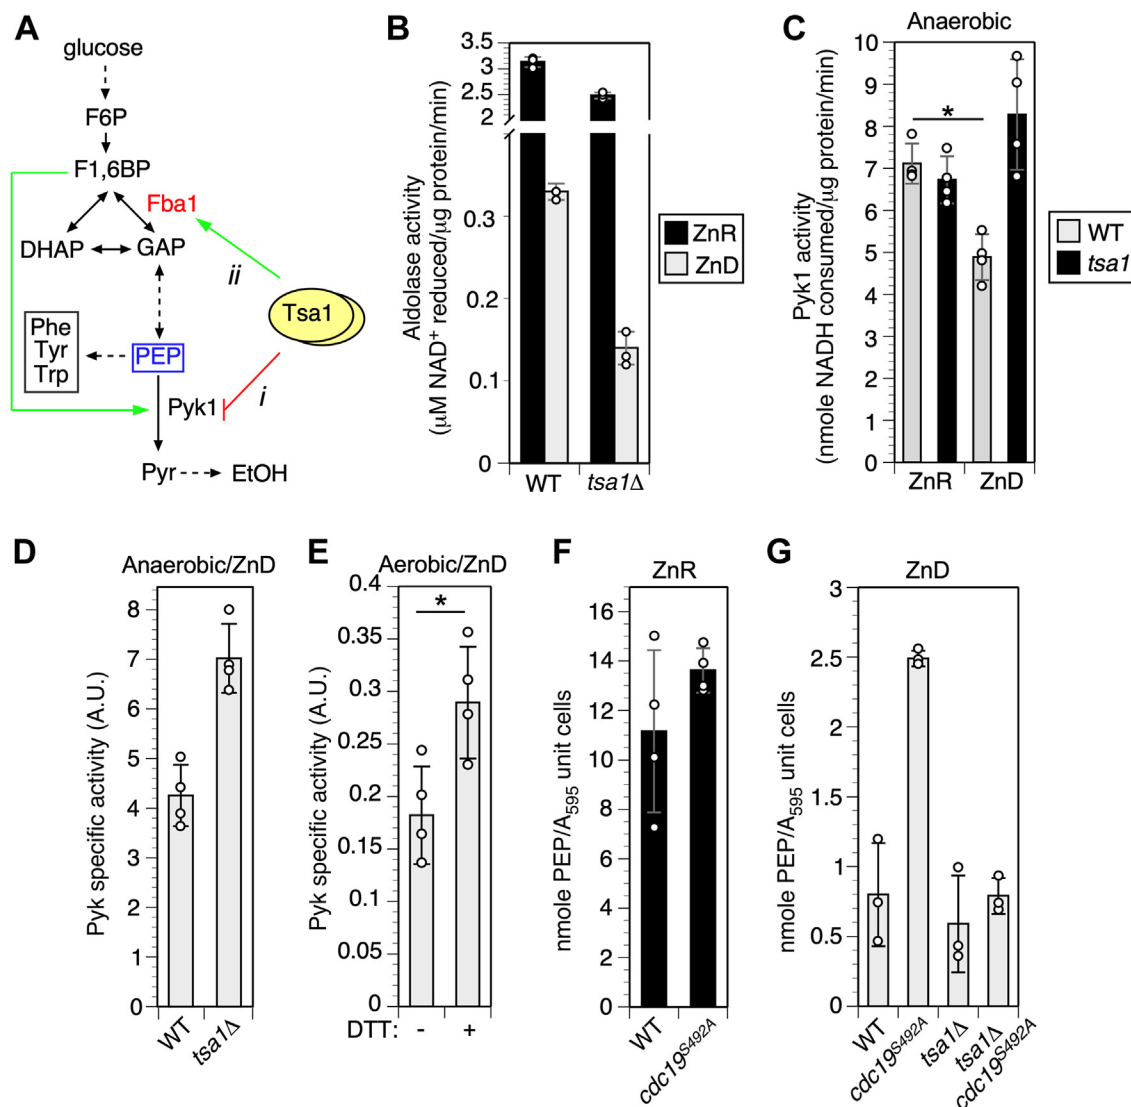 A
glucose
F6P
F1,6BP
Fba1
DHAP
GAP
ii
Tsa1
Phe
Tyr
Trp
PEP
i
Pyk1
Pyr
EtOH
B
Aldolase activity
(μM NAD⁺ reduced/μg protein/min)
3.5
3
2.5
2
0.3
0.2
0.1
0
WT
tsa1Δ
ZnR
ZnD
C
Anaerobic
Pyk1 activity
(nmole NADH consumed/μg protein/min)
10
9
8
7
6
5
4
3
2
1
0
*
ZnR
ZnD
WT
tsa1
D
Anaerobic/ZnD
Pyk specific activity (A.U.)
8
7
6
5
4
3
2
1
0
WT
tsa1Δ
E
Aerobic/ZnD
Pyk specific activity (A.U.)
0.4
0.35
0.3
0.25
0.2
0.15
0.1
0.05
0
*
DTT: - +
F
ZnR
nmole PEP/A₅₉₅ unit cells
16
14
12
10
8
6
4
2
0
WT
cdc19ˢ⁴⁹²ᴬ
G
ZnD
nmole PEP/A₅₉₅ unit cells
3
2.5
2
1.5
1
0.5
0
WT
cdc19ˢ⁴⁹²ᴬ
tsa1Δ
tsa1Δ
cdc19ˢ⁴⁹²ᴬ